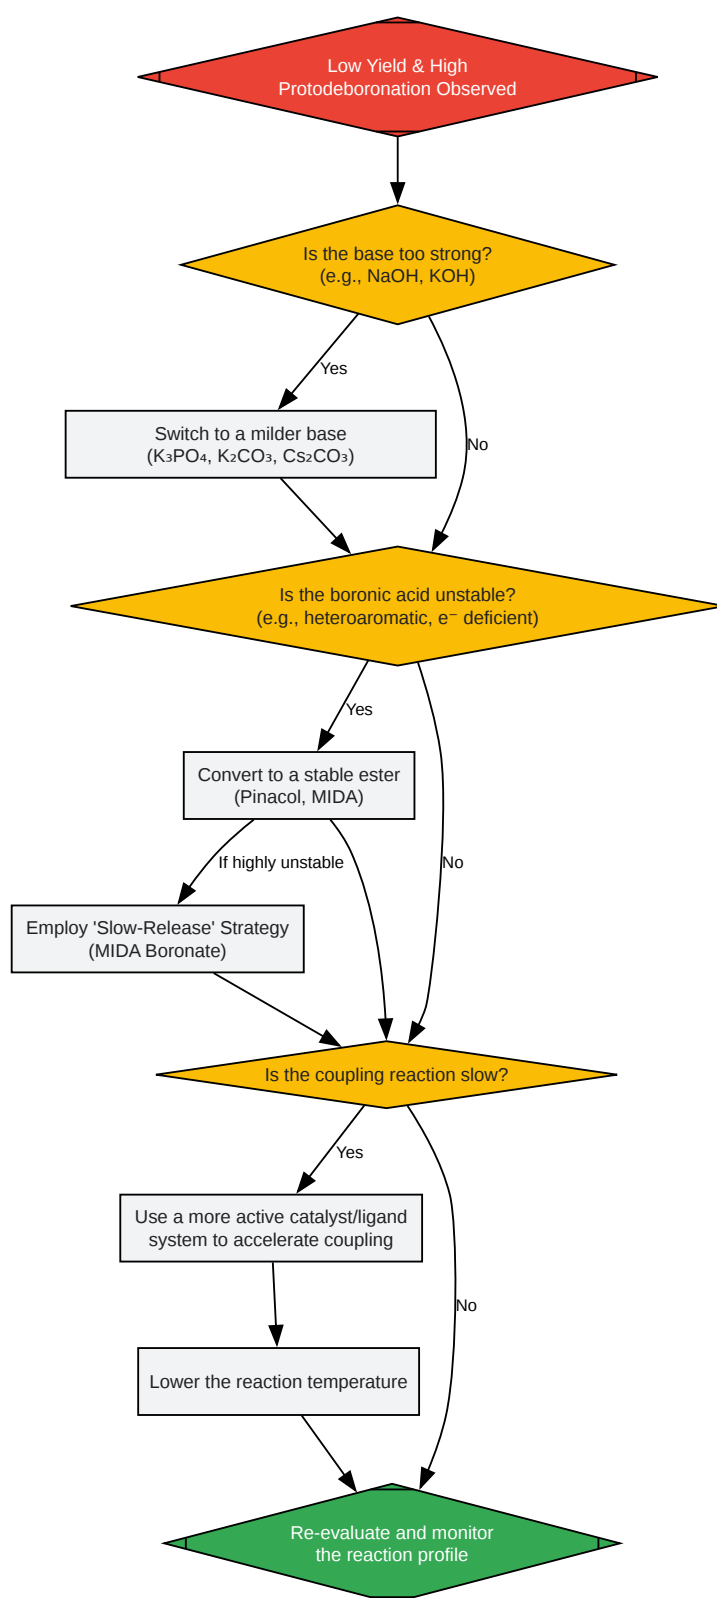 Low Yield & High
Protodeboronation Observed
Is the base too strong?
(e.g., NaOH, KOH)
Yes
Switch to a milder base
(K₃PO₄, K₂CO₃, Cs₂CO₃)
No
Is the boronic acid unstable?
(e.g., heteroaromatic, e⁻ deficient)
Yes
Convert to a stable ester
(Pinacol, MIDA)
If highly unstable
No
Employ 'Slow-Release' Strategy
(MIDA Boronate)
Is the coupling reaction slow?
Yes
Use a more active catalyst/ligand
system to accelerate coupling
No
Lower the reaction temperature
Re-evaluate and monitor
the reaction profile